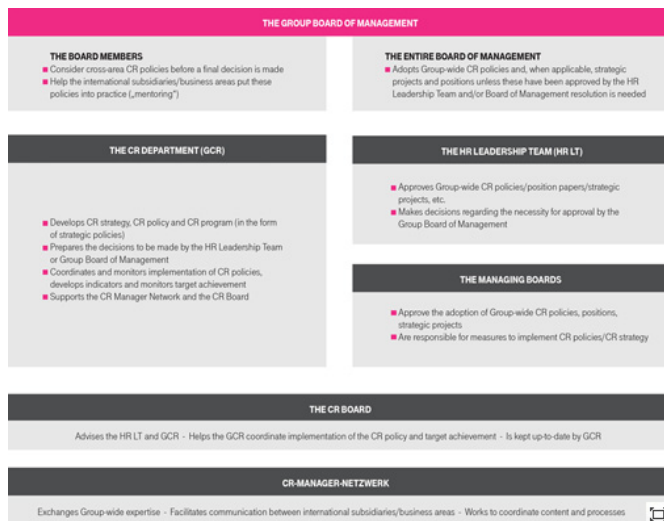 THE GROUP BOARD OF MANAGEMENT
THE BOARD MEMBERS
■ Consider cross-area CR policies before a final decision is made
■ Help the international subsidiaries/business areas put these
policies into practice („mentoring“)
THE ENTIRE BOARD OF MANAGEMENT
■ Adopts Group-wide CR policies and, when applicable, strategic
projects and positions unless these have been approved by the HR
Leadership Team and/or Board of Management resolution is needed
THE CR DEPARTMENT (GCR)
■ Develops CR strategy, CR policy and CR program (in the form
of strategic policies)
■ Prepares the decisions to be made by the HR Leadership Team
or Group Board of Management
■ Coordinates and monitors implementation of CR policies,
develops indicators and monitors target achievement
■ Supports the CR Manager Network and the CR Board
THE HR LEADERSHIP TEAM (HR LT)
■ Approves Group-wide CR policies/position papers/strategic
projects, etc.
■ Makes decisions regarding the necessity for approval by the
Group Board of Management
THE MANAGING BOARDS
■ Approve the adoption of Group-wide CR policies, positions,
strategic projects
■ Are responsible for measures to implement CR policies/CR strategy
THE CR BOARD
Advises the HR LT and GCR - Helps the GCR coordinate implementation of the CR policy and target achievement - Is kept up-to-date by GCR
CR-MANAGER-NETZWERK
Exchanges Group-wide expertise - Facilitates communication between international subsidiaries/business areas - Works to coordinate content and processes